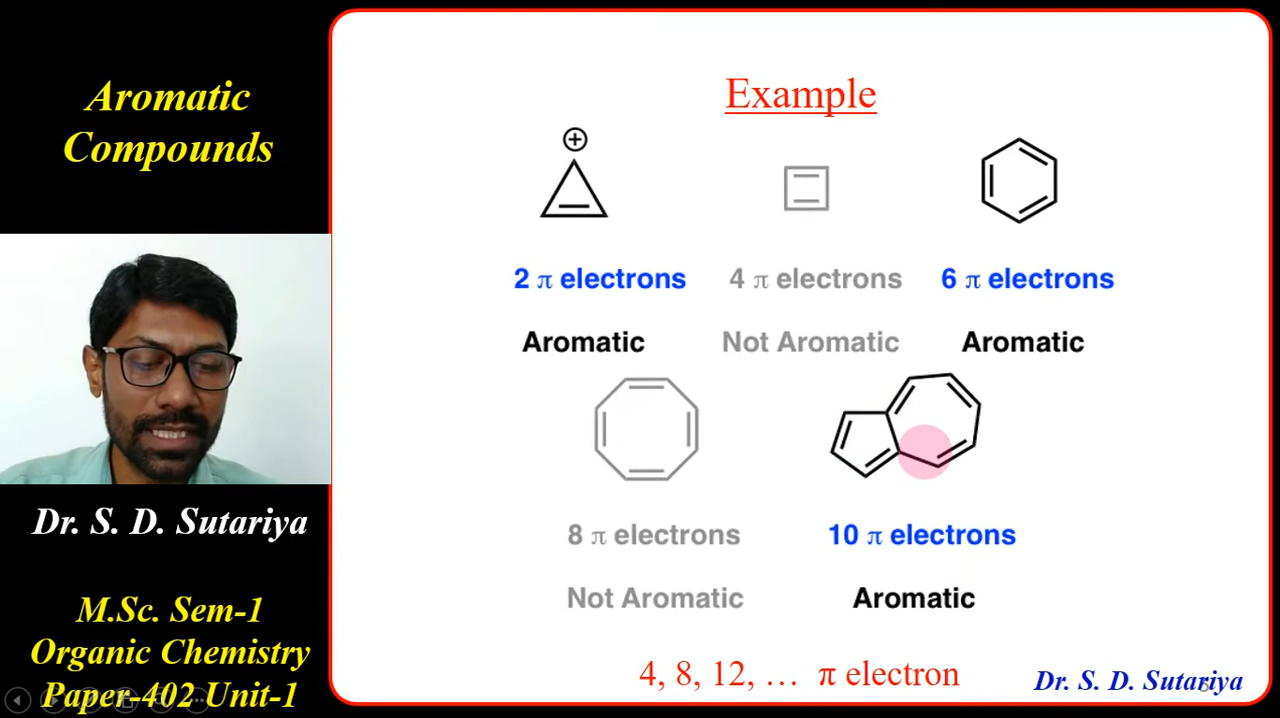 Aromatic
Compounds
Dr. S. D. Sutariya
M.Sc. Sem-1
Organic Chemistry
Paper-402 Unit-1
Example
⊕
2 π electrons 4 π electrons 6 π electrons
Aromatic Not Aromatic Aromatic
8 π electrons 10 π electrons
Not Aromatic Aromatic
4, 8, 12, … π electron
Dr. S. D. Sutariya